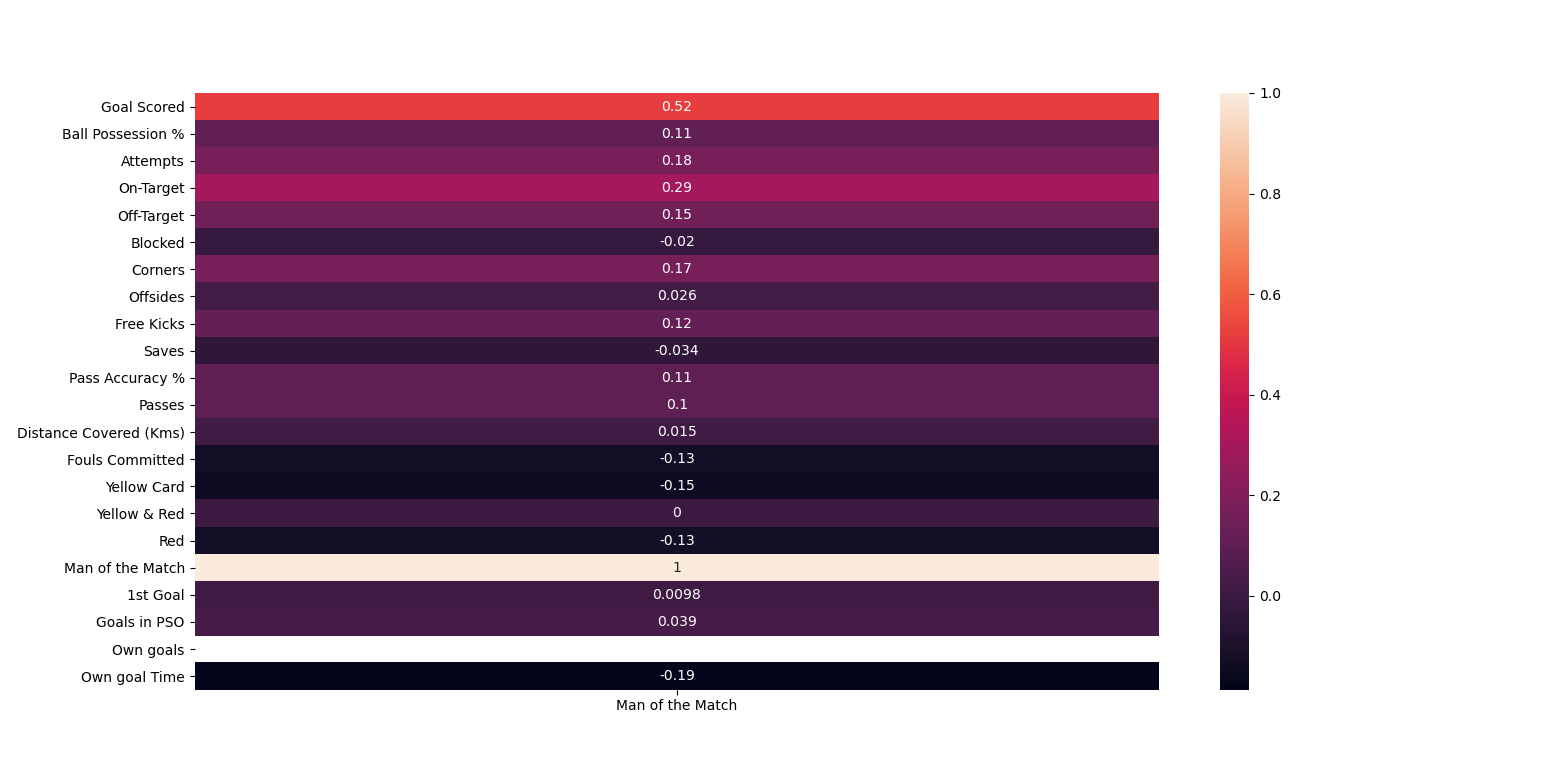 Goal Scored 0.52
Ball Possession % 0.11
Attempts 0.18
On-Target 0.29
Off-Target 0.15
Blocked -0.02
Corners 0.17
Offsides 0.026
Free Kicks 0.12
Saves -0.034
Pass Accuracy % 0.11
Passes 0.1
Distance Covered (Kms) 0.015
Fouls Committed -0.13
Yellow Card -0.15
Yellow & Red 0
Red -0.13
Man of the Match 1
1st Goal 0.0098
Goals in PSO 0.039
Own goals
Own goal Time -0.19
Man of the Match
1.0
0.8
0.6
0.4
0.2
0.0